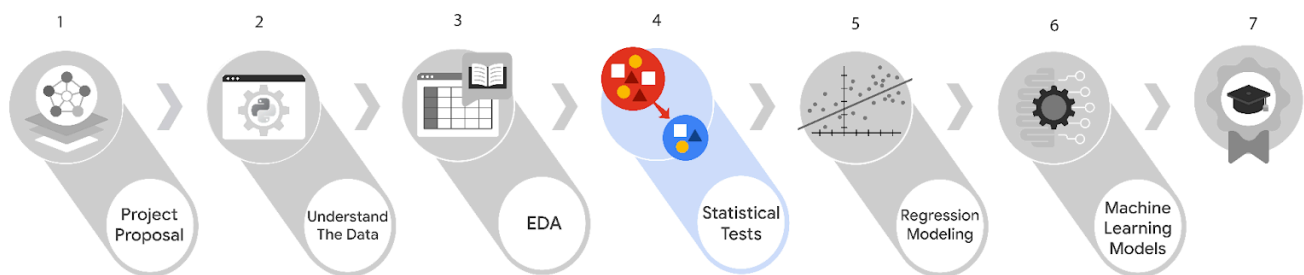 1
2
3
4
5
6
7
Project
Proposal
Understand
The Data
EDA
Statistical
Tests
Regression
Modeling
Machine
Learning
Models